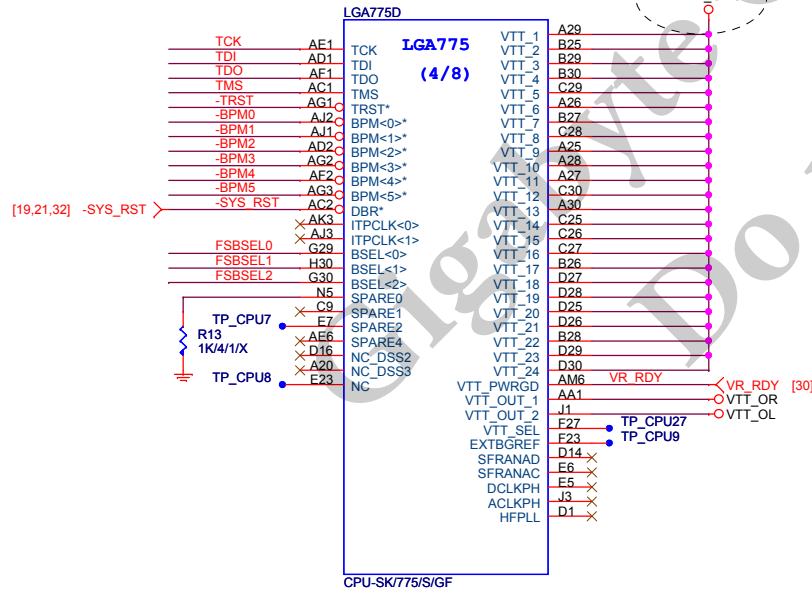 LGA775D
LGA775
(4/8)
TCK AE1 TCK
TDI AD1 TDI
TDO AF1 TDO
TMS AC1 TMS
-TRST AG1 TRST*
-BPM0 AJ2 BPM<0>*
-BPM1 AJ1 BPM<1>*
-BPM2 AD2 BPM<2>*
-BPM3 AG2 BPM<3>*
-BPM4 AF2 BPM<4>*
-BPM5 AG3 BPM<5>*
[19,21,32] -SYS_RST -SYS_RST AC2 DBR*
AK3 ITPCLK<0>
AJ3 ITPCLK<1>
FSBSEL0 G29 BSEL<0>
FSBSEL1 H30 BSEL<1>
FSBSEL2 G30 BSEL<2>
N5 SPARE0
C9 SPARE1
TP_CPU7 E7 SPARE2
R13
1K/4/1/X
AE6 SPARE4
D16 NC_DSS2
A20 NC_DSS3
TP_CPU8 E23 NC
VTT_1 A29
VTT_2 B25
VTT_3 B29
VTT_4 B30
VTT_5 C29
VTT_6 A26
VTT_7 B27
VTT_8 C28
VTT_9 A25
VTT_10 A28
VTT_11 A27
VTT_12 C30
VTT_13 A30
VTT_14 C25
VTT_15 C26
VTT_16 C27
VTT_17 B26
VTT_18 D27
VTT_19 D28
VTT_20 D25
VTT_21 D26
VTT_22 B28
VTT_23 D29
VTT_24 D30
VTT_PWRGD AM6 VR_RDY VR_RDY [30]
VTT_OUT_1 AA1 VTT_OR
VTT_OUT_2 J1 VTT_OL
VTT_SEL F27 TP_CPU27
EXTBGREF F23 TP_CPU9
SFRANAD D14
SFRANAC E6
DCLKPH E5
ACLKPH J3
HFPLL D1
CPU-SK/775/S/GF
Gigabyte
Do